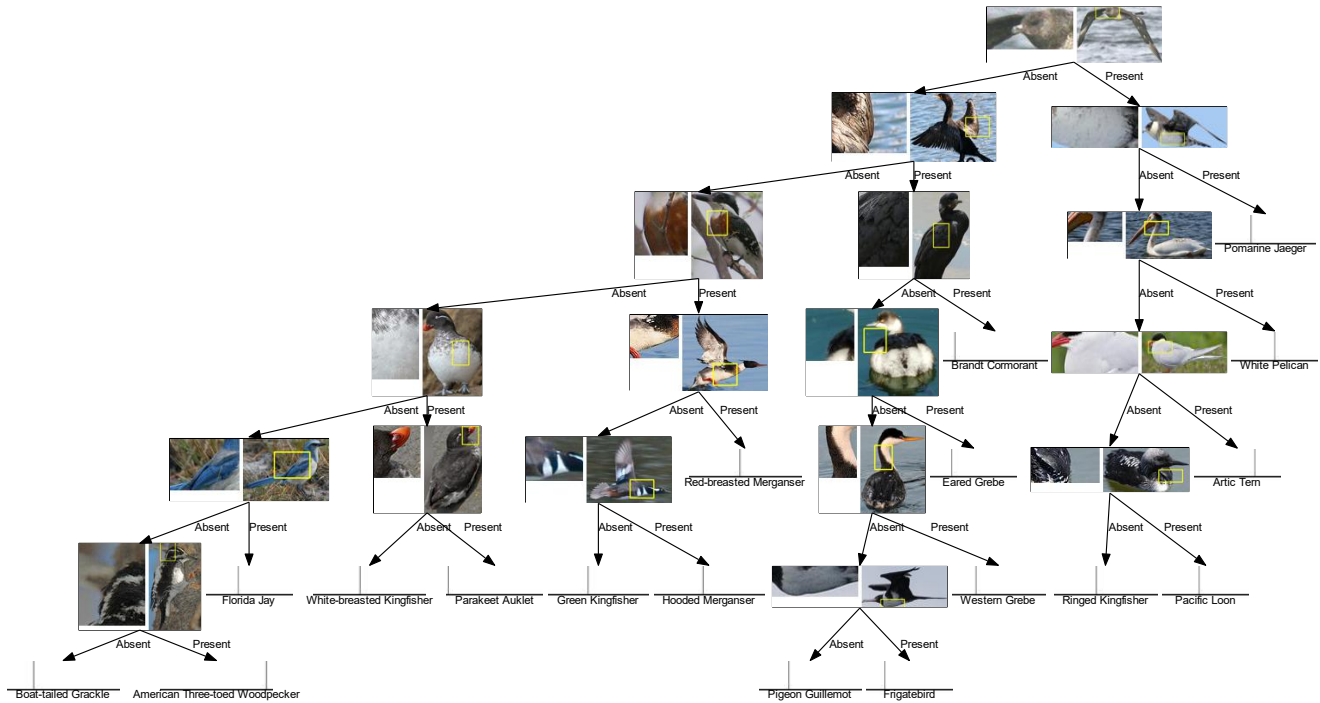 Absent Present
Absent Present Absent Present
Pomarine Jaeger
Absent Present Absent Present Absent Present
Brandt Cormorant White Pelican
Absent Present Absent Present Absent Present Absent Present
Red-breasted Merganser Eared Grebe Artic Tern
Absent Present Absent Present Absent Present Absent Present Absent Present
Florida Jay White-breasted Kingfisher Parakeet Auklet Green Kingfisher Hooded Merganser Western Grebe Ringed Kingfisher Pacific Loon
Absent Present Absent Present
Boat-tailed Grackle American Three-toed Woodpecker Pigeon Guillemot Frigatebird